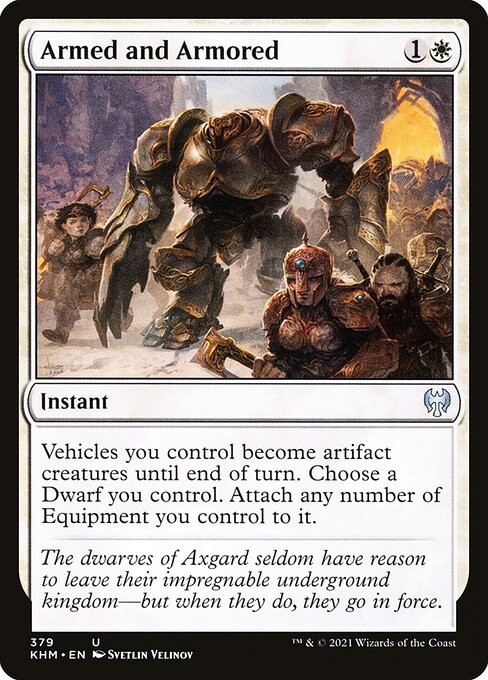 Armed and Armored 1
Instant
Vehicles you control become artifact
creatures until end of turn. Choose a
Dwarf you control. Attach any number of
Equipment you control to it.
The dwarves of Axgard seldom have reason
to leave their impregnable underground
kingdom—but when they do, they go in force.
379 U
KHM • EN SVETLIN VELINOV
™ & © 2021 Wizards of the Coast